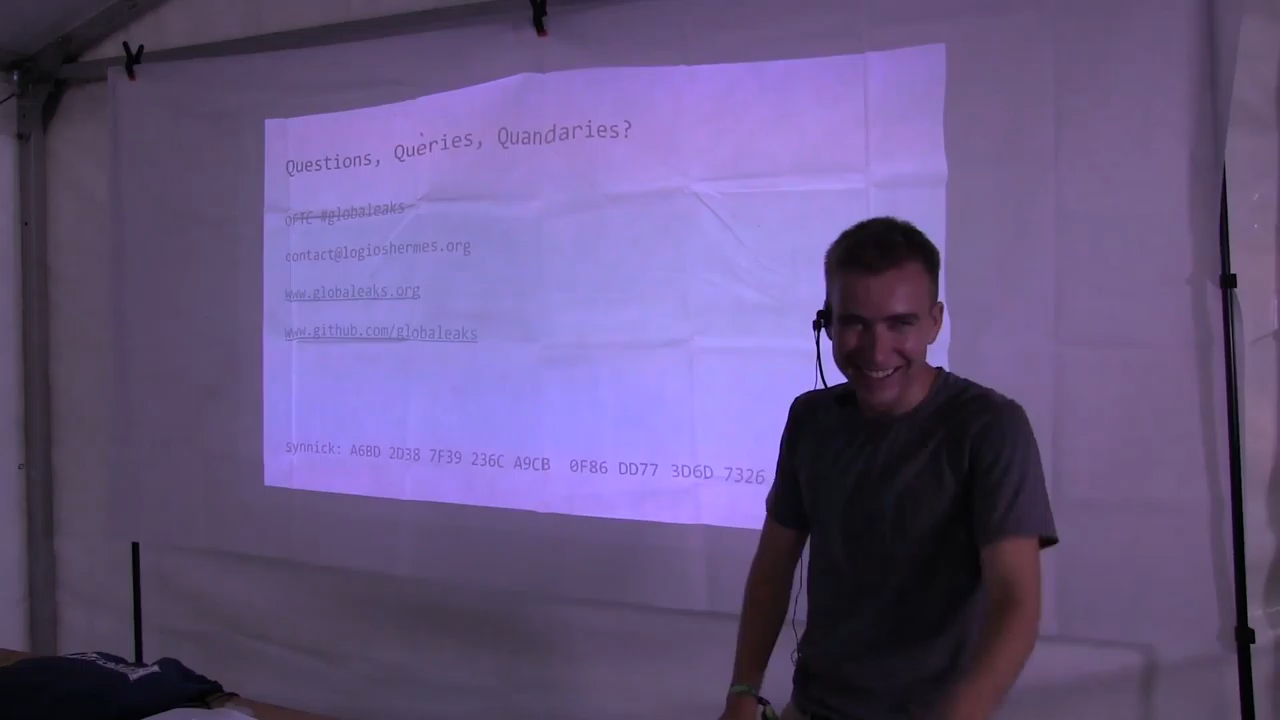 Questions, Queries, Quandaries?
OFTC #globaleaks
contact@logioshermes.org
www.globaleaks.org
www.github.com/globaleaks
synnick: A6BD 2D38 7F39 236C A9CB 0F86 DD77 3D6D 7326